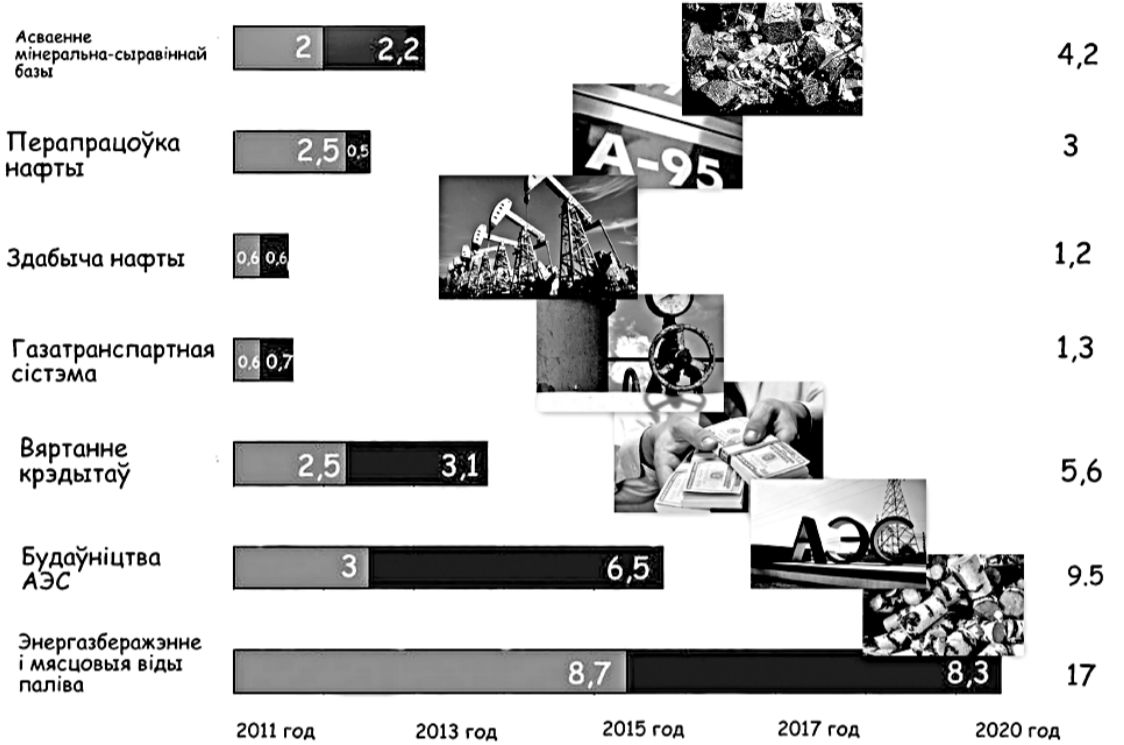 Асваенне
мінеральна-сыравіннай
базы
2 2,2
4,2
Перапрацоўка
нафты
2,5 0,5
А-95
3
Здабыча нафты
0,6 0,6
1,2
Газатранспартная
сістэма
0,6 0,7
1,3
Вяртанне
крэдытаў
2,5 3,1
5,6
Будаўніцтва
АЭС
3 6,5
АЭС
9.5
Энергазберажэнне
і мясцовыя віды
паліва
8,7 8,3
17
2011 год 2013 год 2015 год 2017 год 2020 год